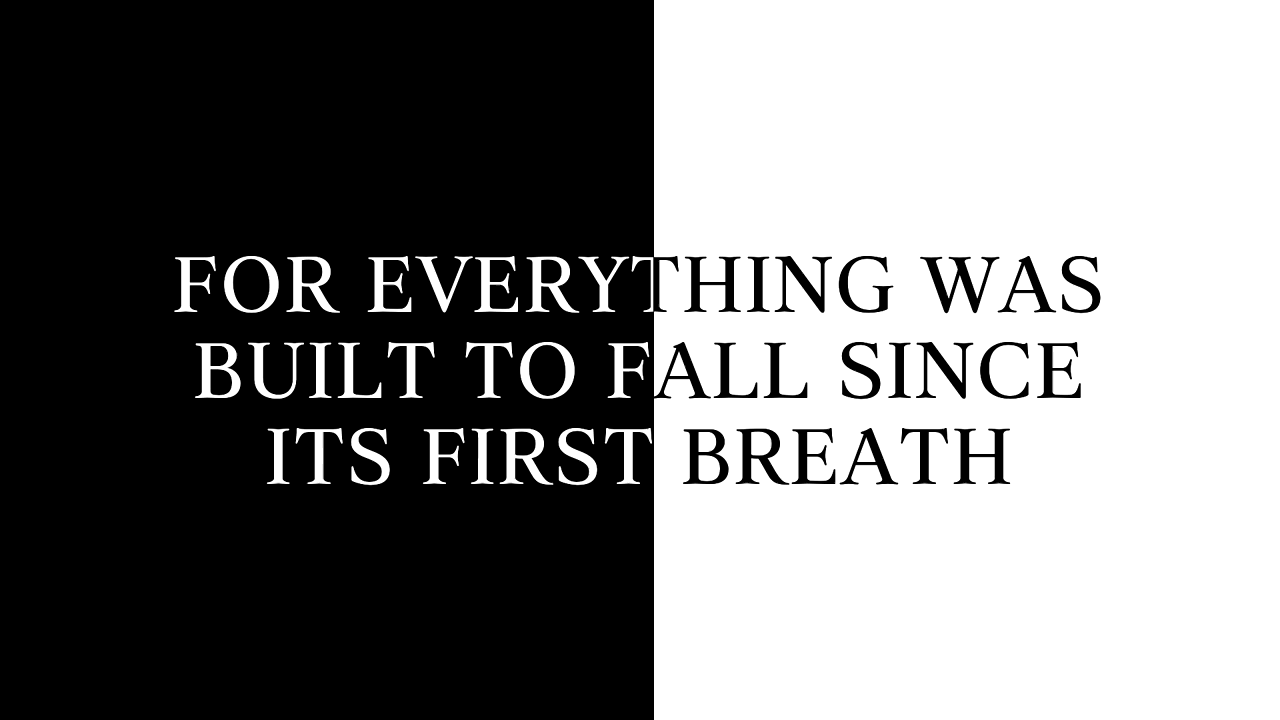 FOR EVERYTHING WAS
BUILT TO FALL SINCE
ITS FIRST BREATH